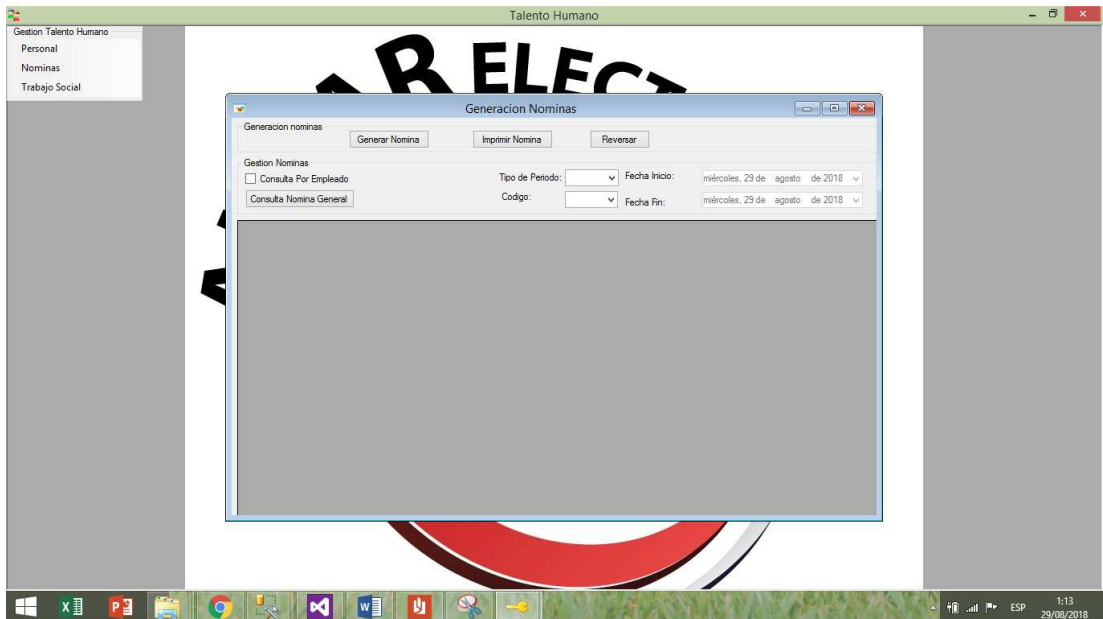 Talento Humano
Gestion Talento Humano
Personal
Nominas
Trabajo Social
AR ELECT
Generacion Nominas
Generacion nominas
Generar Nomina Imprimir Nomina Reversar
Gestion Nominas
Consulta Por Empleado Tipo de Periodo: Fecha Inicio: miércoles, 29 de agosto de 2018
Consulta Nomina General Codigo: Fecha Fin: miércoles, 29 de agosto de 2018
ESP 1:13
29/08/2018